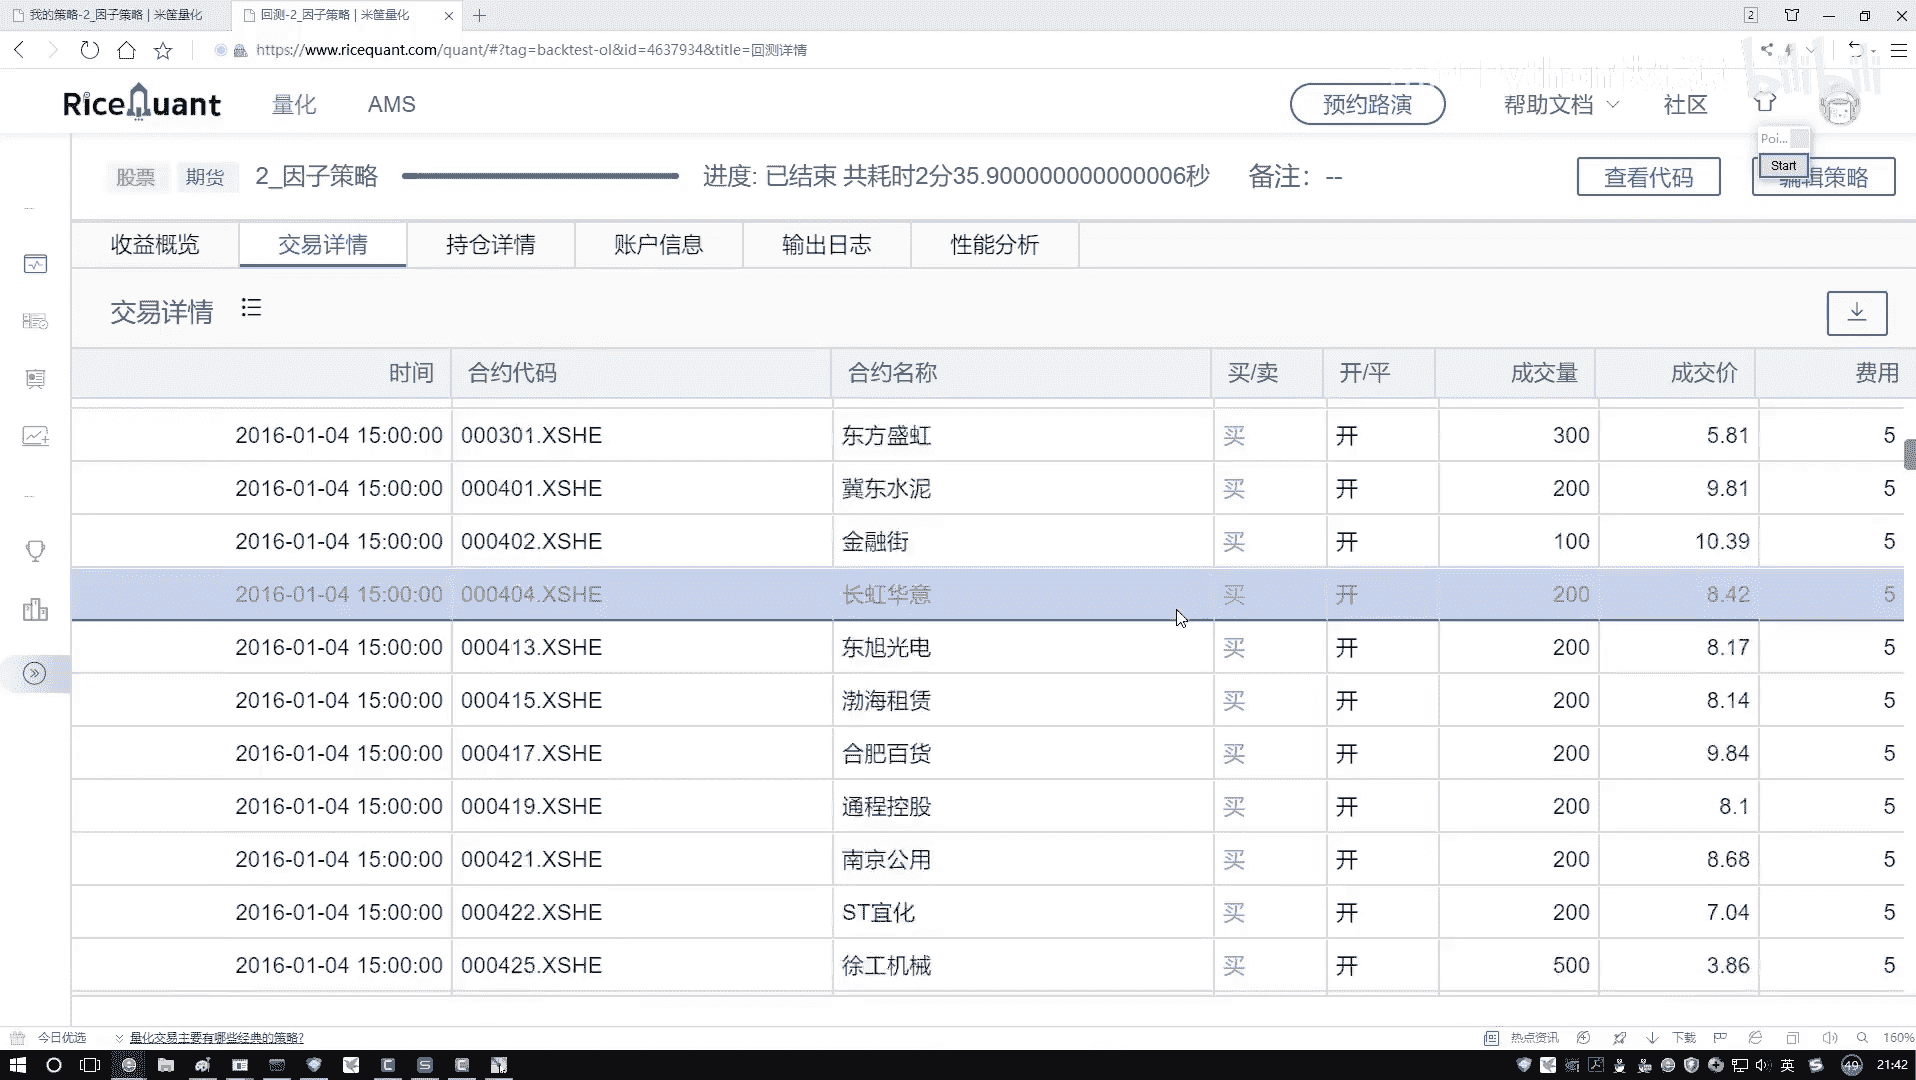 我的策略-2_因子策略 | 米筐量化
回测-2_因子策略 | 米筐量化
2
https://www.ricequant.com/quant/#?tag=backtest-ol&id=4637934&title=回测详情
bilibili
RiceQuant 量化 AMS 预约路演 帮助文档 社区
Poi...
Start
股票 期货 2_因子策略 进度: 已结束 共耗时2分35.900000000000006秒 备注: -- 查看代码 编辑策略
收益概览 交易详情 持仓详情 账户信息 输出日志 性能分析
交易详情
时间 合约代码 合约名称 买/卖 开/平 成交量 成交价 费用
2016-01-04 15:00:00 000301.XSHE 东方盛虹 买 开 300 5.81 5
2016-01-04 15:00:00 000401.XSHE 冀东水泥 买 开 200 9.81 5
2016-01-04 15:00:00 000402.XSHE 金融街 买 开 100 10.39 5
2016-01-04 15:00:00 000404.XSHE 长虹华意 买 开 200 8.42 5
2016-01-04 15:00:00 000413.XSHE 东旭光电 买 开 200 8.17 5
2016-01-04 15:00:00 000415.XSHE 渤海租赁 买 开 200 8.14 5
2016-01-04 15:00:00 000417.XSHE 合肥百货 买 开 200 9.84 5
2016-01-04 15:00:00 000419.XSHE 通程控股 买 开 200 8.1 5
2016-01-04 15:00:00 000421.XSHE 南京公用 买 开 200 8.68 5
2016-01-04 15:00:00 000422.XSHE ST宜化 买 开 200 7.04 5
2016-01-04 15:00:00 000425.XSHE 徐工机械 买 开 500 3.86 5
今日优选 量化交易主要有哪些经典的策略? 热点资讯 下载 160%
英 49 21:42